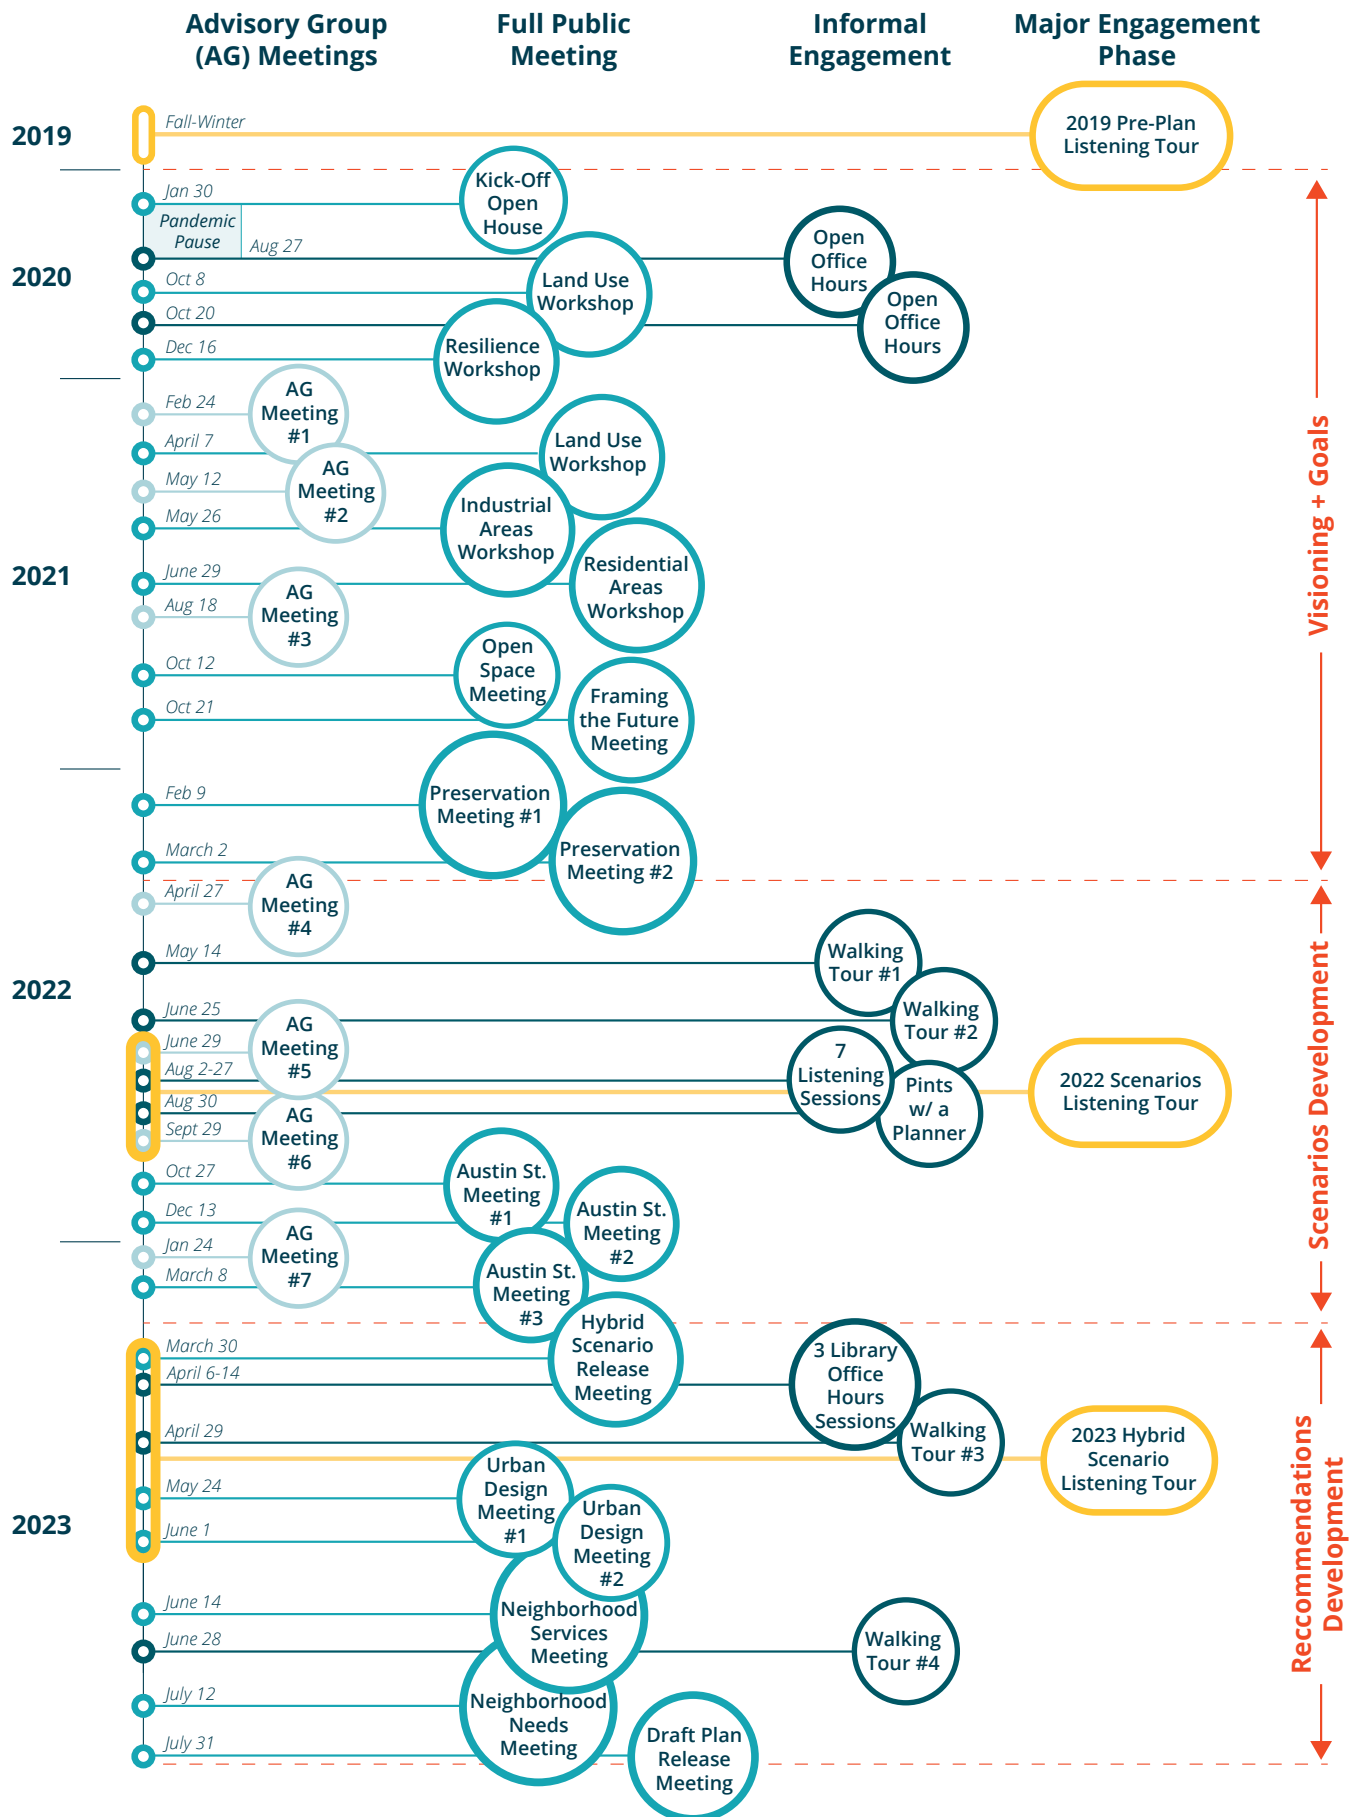 Advisory Group
(AG) Meetings
Full Public
Meeting
Informal
Engagement
Major Engagement
Phase
2019
Fall-Winter
2019 Pre-Plan
Listening Tour
Jan 30
Kick-Off
Open
House
Pandemic
Pause
2020
Aug 27
Open
Office
Hours
Oct 8
Land Use
Workshop
Oct 20
Open
Office
Hours
Dec 16
Resilience
Workshop
Visioning + Goals
Feb 24
AG
Meeting
#1
April 7
Land Use
Workshop
May 12
AG
Meeting
#2
May 26
Industrial
Areas
Workshop
2021
June 29
Residential
Areas
Workshop
Aug 18
AG
Meeting
#3
Oct 12
Open
Space
Meeting
Oct 21
Framing
the Future
Meeting
Feb 9
Preservation
Meeting #1
March 2
Preservation
Meeting #2
April 27
AG
Meeting
#4
2022
May 14
Walking
Tour #1
June 25
Walking
Tour #2
June 29
AG
Meeting
#5
Aug 2-27
7
Listening
Sessions
2022 Scenarios
Listening Tour
Scenarios Development
Aug 30
Pints
w/ a
Planner
Sept 29
AG
Meeting
#6
Oct 27
Austin St.
Meeting
#1
Dec 13
Austin St.
Meeting
#2
Jan 24
AG
Meeting
#7
March 8
Austin St.
Meeting
#3
March 30
Hybrid
Scenario
Release
Meeting
April 6-14
3 Library
Office
Hours
Sessions
April 29
Walking
Tour #3
2023 Hybrid
Scenario
Listening Tour
2023
May 24
Urban
Design
Meeting
#1
June 1
Urban
Design
Meeting
#2
Reccommendations
Development
June 14
Neighborhood
Services
Meeting
June 28
Walking
Tour #4
July 12
Neighborhood
Needs
Meeting
July 31
Draft Plan
Release
Meeting